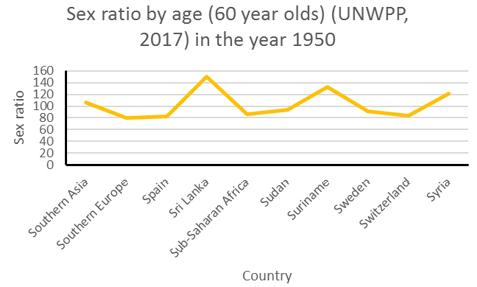 Sex ratio by age (60 year olds) (UNWPP,
2017) in the year 1950
Sex ratio
160
140
120
100
80
60
40
20
0
Southern Asia
Southern Europe
Spain
Sri Lanka
Sub-Saharan Africa
Sudan
Suriname
Sweden
Switzerland
Syria
Country